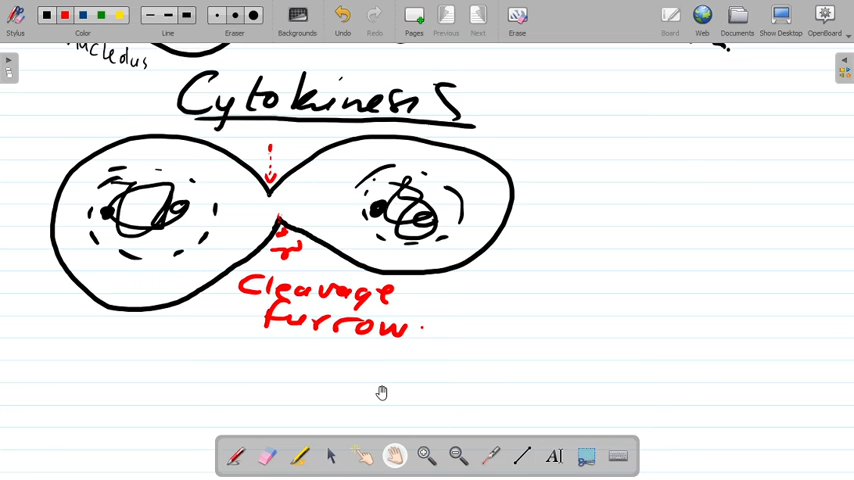 Stylus
Color
Line
Eraser
Backgrounds
Undo
Redo
Pages
Previous
Next
Erase
Board
Web
Documents
Show Desktop
OpenBoard
nucleolus
Cytokinesis
Cleavage
furrow.